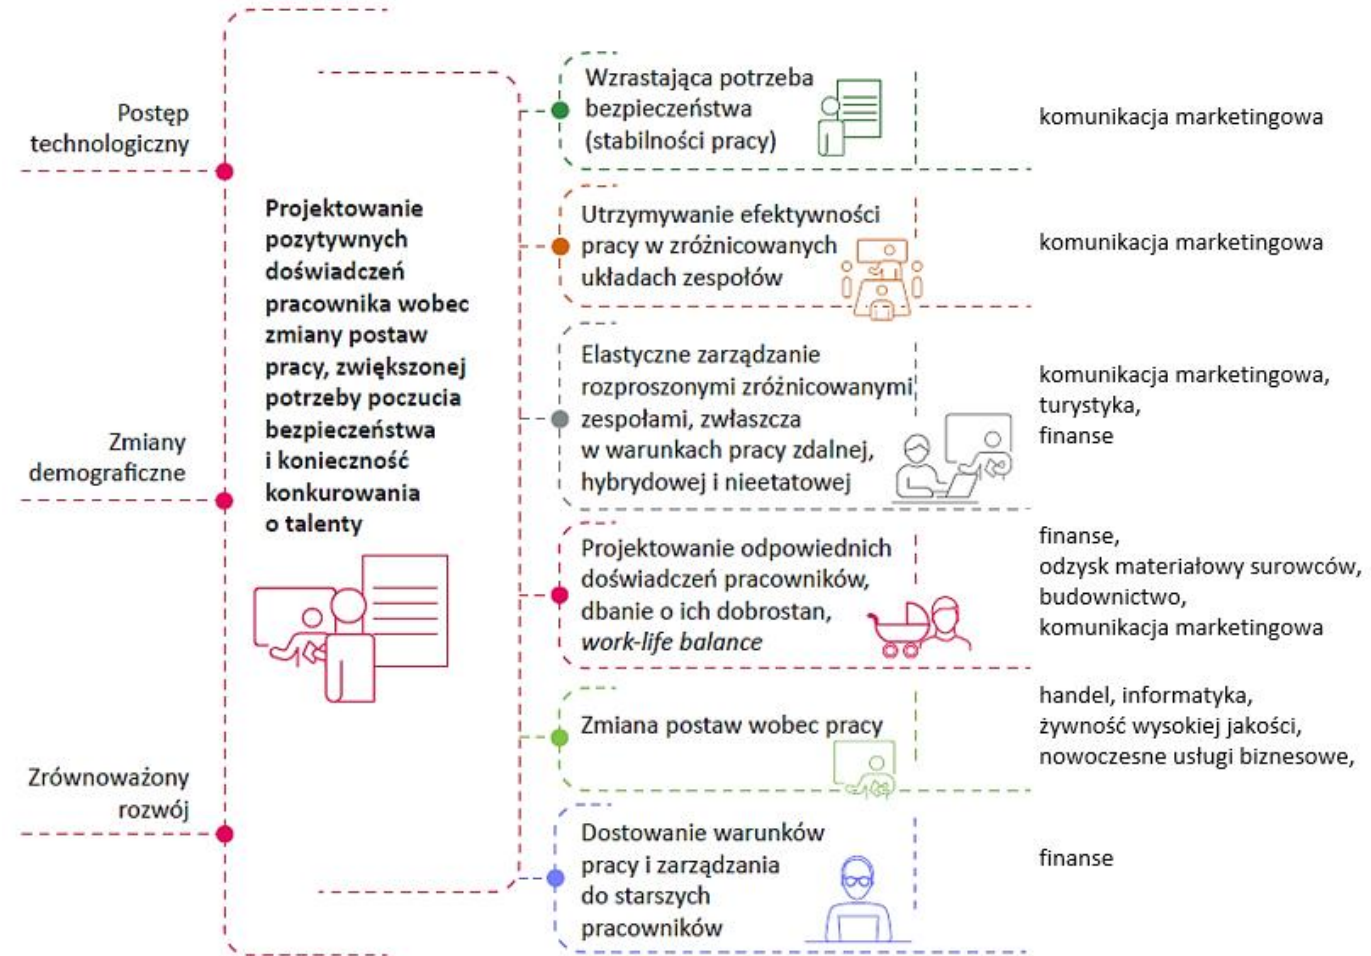 Postęp
technologiczny
Zmiany
demograficzne
Zrównoważony
rozwój
Projektowanie
pozytywnych
doświadczeń
pracownika wobec
zmiany postaw
pracy, zwiększonej
potrzeby poczucia
bezpieczeństwa
i konieczność
konkurowania
o talenty
Wzrastająca potrzeba
bezpieczeństwa
(stabilności pracy)
komunikacja marketingowa
Utrzymywanie efektywności
pracy w zróżnicowanych
układach zespołów
komunikacja marketingowa
Elastyczne zarządzanie
rozproszonymi zróżnicowanymi
zespołami, zwłaszcza
w warunkach pracy zdalnej,
hybrydowej i nieetatowej
komunikacja marketingowa,
turystyka,
finanse
Projektowanie odpowiednich
doświadczeń pracowników,
dbanie o ich dobrostan,
work-life balance
finanse,
odzysk materiałowy surowców,
budownictwo,
komunikacja marketingowa
Zmiana postaw wobec pracy
handel, informatyka,
żywność wysokiej jakości,
nowoczesne usługi biznesowe,
Dostowanie warunków
pracy i zarządzania
do starszych
pracowników
finanse